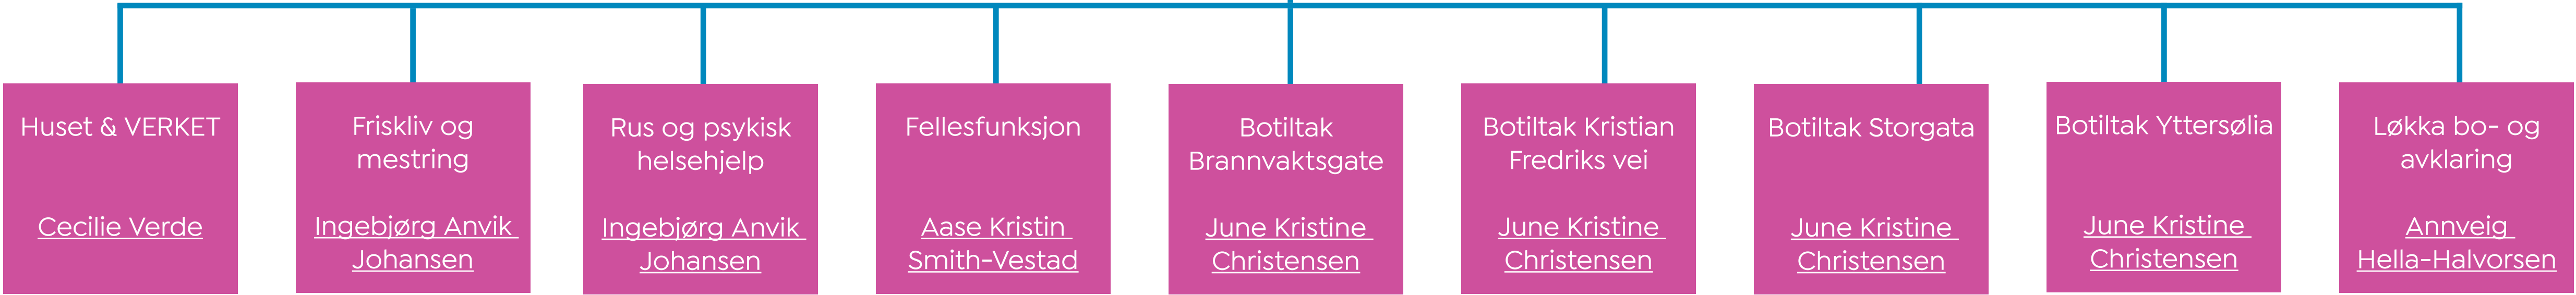 Huset & VERKET
Cecilie Verde
Friskliv og
mestring
Ingebjørg Anvik
Johansen
Rus og psykisk
helsehjelp
Ingebjørg Anvik
Johansen
Fellesfunksjon
Aase Kristin
Smith-Vestad
Botiltak
Brannvaktsgate
June Kristine
Christensen
Botiltak Kristian
Fredriks vei
June Kristine
Christensen
Botiltak Storgata
June Kristine
Christensen
Botiltak Yttersølia
June Kristine
Christensen
Løkka bo- og
avklaring
Annveig
Hella-Halvorsen